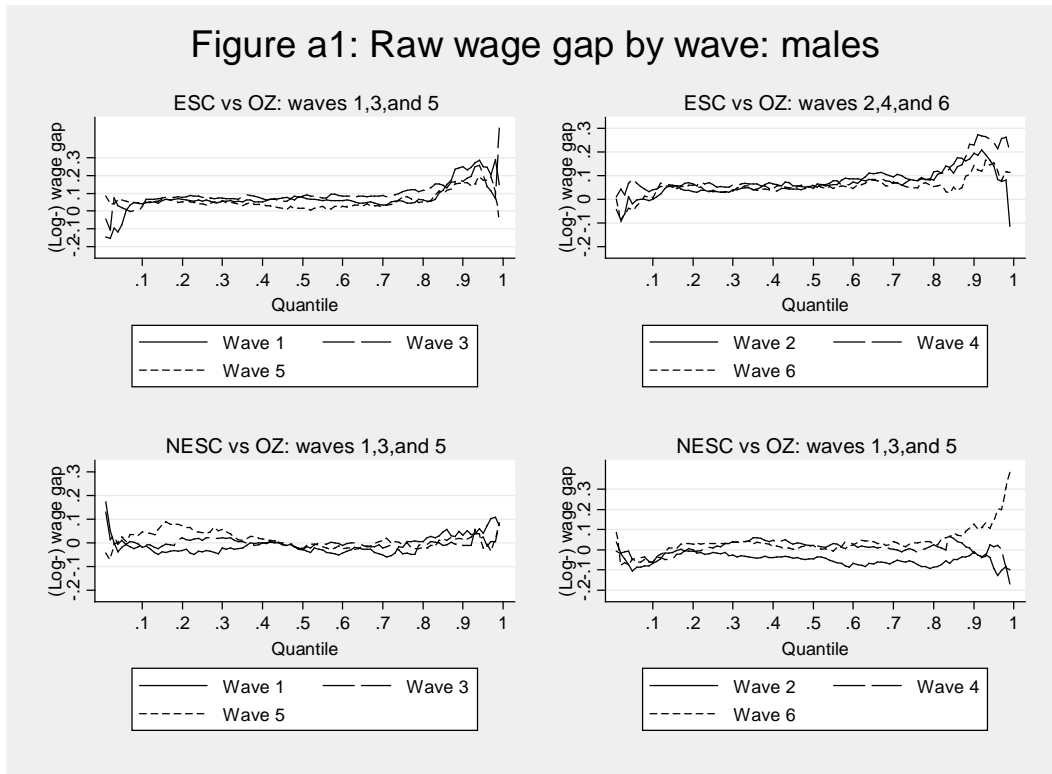 Figure a1: Raw wage gap by wave: males
ESC vs OZ: waves 1,3,and 5
(Log-) wage gap
-.2 -.1 0 .1 .2 .3
.1 .2 .3 .4 .5 .6 .7 .8 .9 1
Quantile
Wave 1 Wave 3
Wave 5
ESC vs OZ: waves 2,4,and 6
(Log-) wage gap
-.2 -.1 0 .1 .2 .3
.1 .2 .3 .4 .5 .6 .7 .8 .9 1
Quantile
Wave 2 Wave 4
Wave 6
NESC vs OZ: waves 1,3,and 5
(Log-) wage gap
-.2 -.1 0 .1 .2 .3
.1 .2 .3 .4 .5 .6 .7 .8 .9 1
Quantile
Wave 1 Wave 3
Wave 5
NESC vs OZ: waves 1,3,and 5
(Log-) wage gap
-.2 -.1 0 .1 .2 .3
.1 .2 .3 .4 .5 .6 .7 .8 .9 1
Quantile
Wave 2 Wave 4
Wave 6